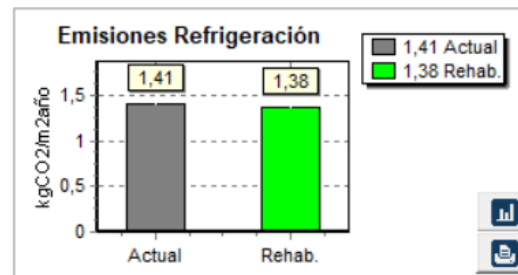 Emisiones Refrigeración
1,41 Actual
1,38 Rehab.
1,41
1,38
kgCO2/m2año
1,5
1
0,5
0
Actual
Rehab.